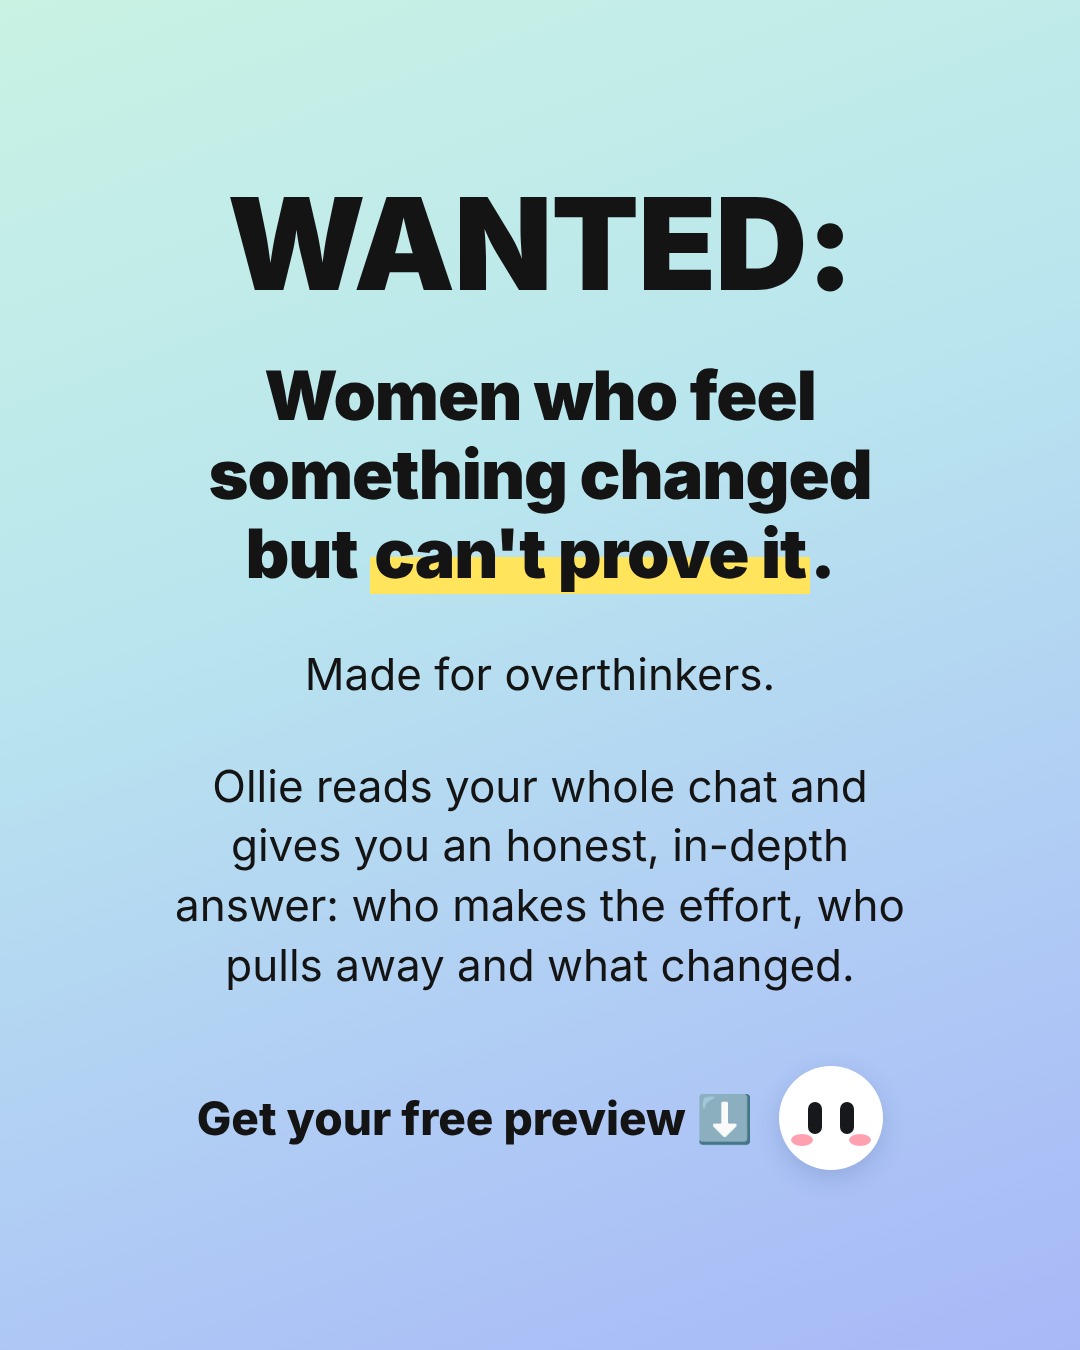 WANTED:
Women who feel
something changed
but can't prove it.
Made for overthinkers.
Ollie reads your whole chat and
gives you an honest, in-depth
answer: who makes the effort, who
pulls away and what changed.
Get your free preview ⬇️